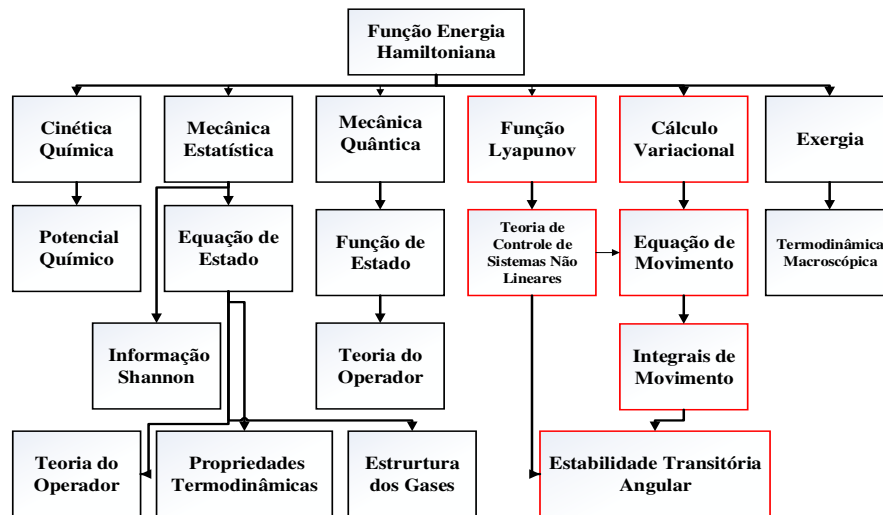 Função Energia
Hamiltoniana
Cinética
Química
Mecânica
Estatística
Mecânica
Quântica
Função
Lyapunov
Cálculo
Variacional
Exergia
Potencial
Químico
Equação de
Estado
Função de
Estado
Teoria de
Controle de
Sistemas Não
Lineares
Equação de
Movimento
Termodinâmica
Macroscópica
Informação
Shannon
Teoria do
Operador
Integrais de
Movimento
Teoria do
Operador
Propriedades
Termodinâmicas
Estrurtura
dos Gases
Estabilidade Transitória
Angular